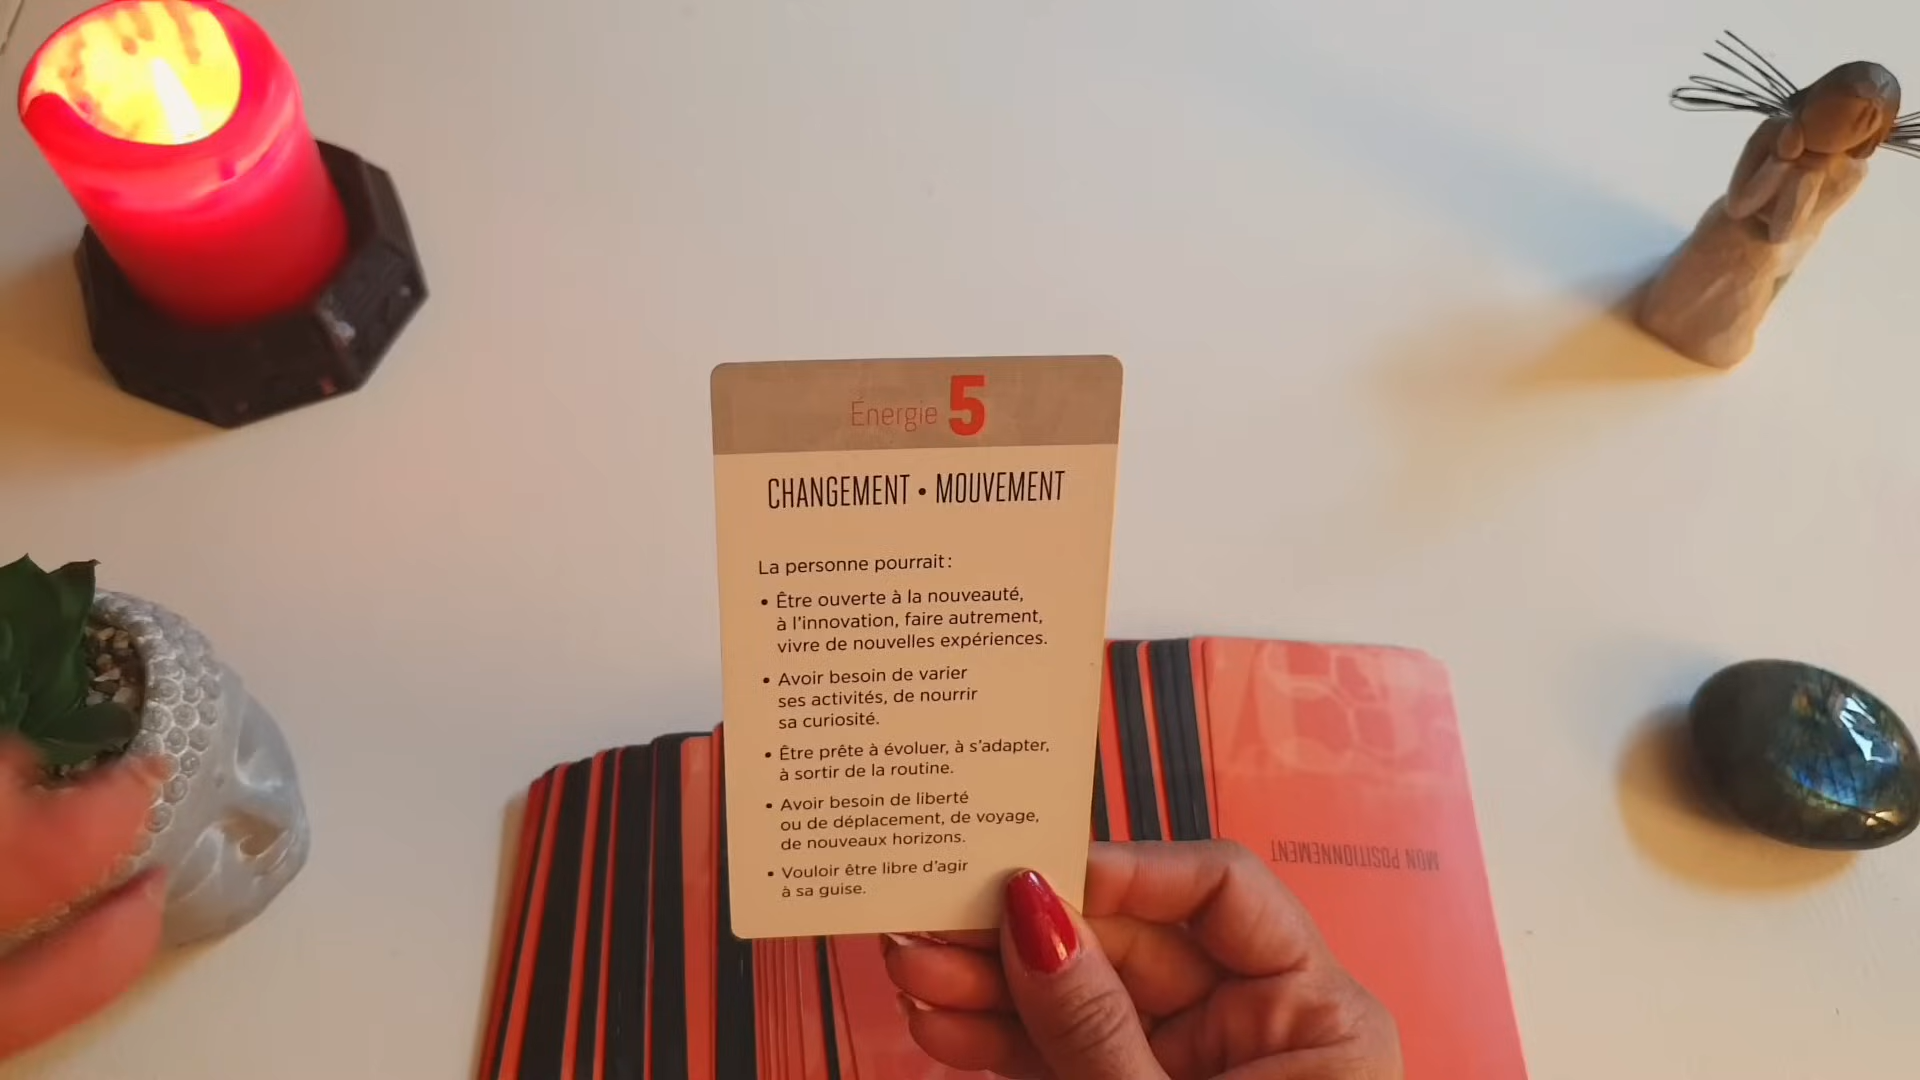 Énergie 5
CHANGEMENT • MOUVEMENT
La personne pourrait :
• Être ouverte à la nouveauté,
à l'innovation, faire autrement,
vivre de nouvelles expériences.
• Avoir besoin de varier
ses activités, de nourrir
sa curiosité.
• Être prête à évoluer, à s'adapter,
à sortir de la routine.
• Avoir besoin de liberté
ou de déplacement, de voyage,
de nouveaux horizons.
• Vouloir être libre d'agir
à sa guise.
MON POSITIONNEMENT